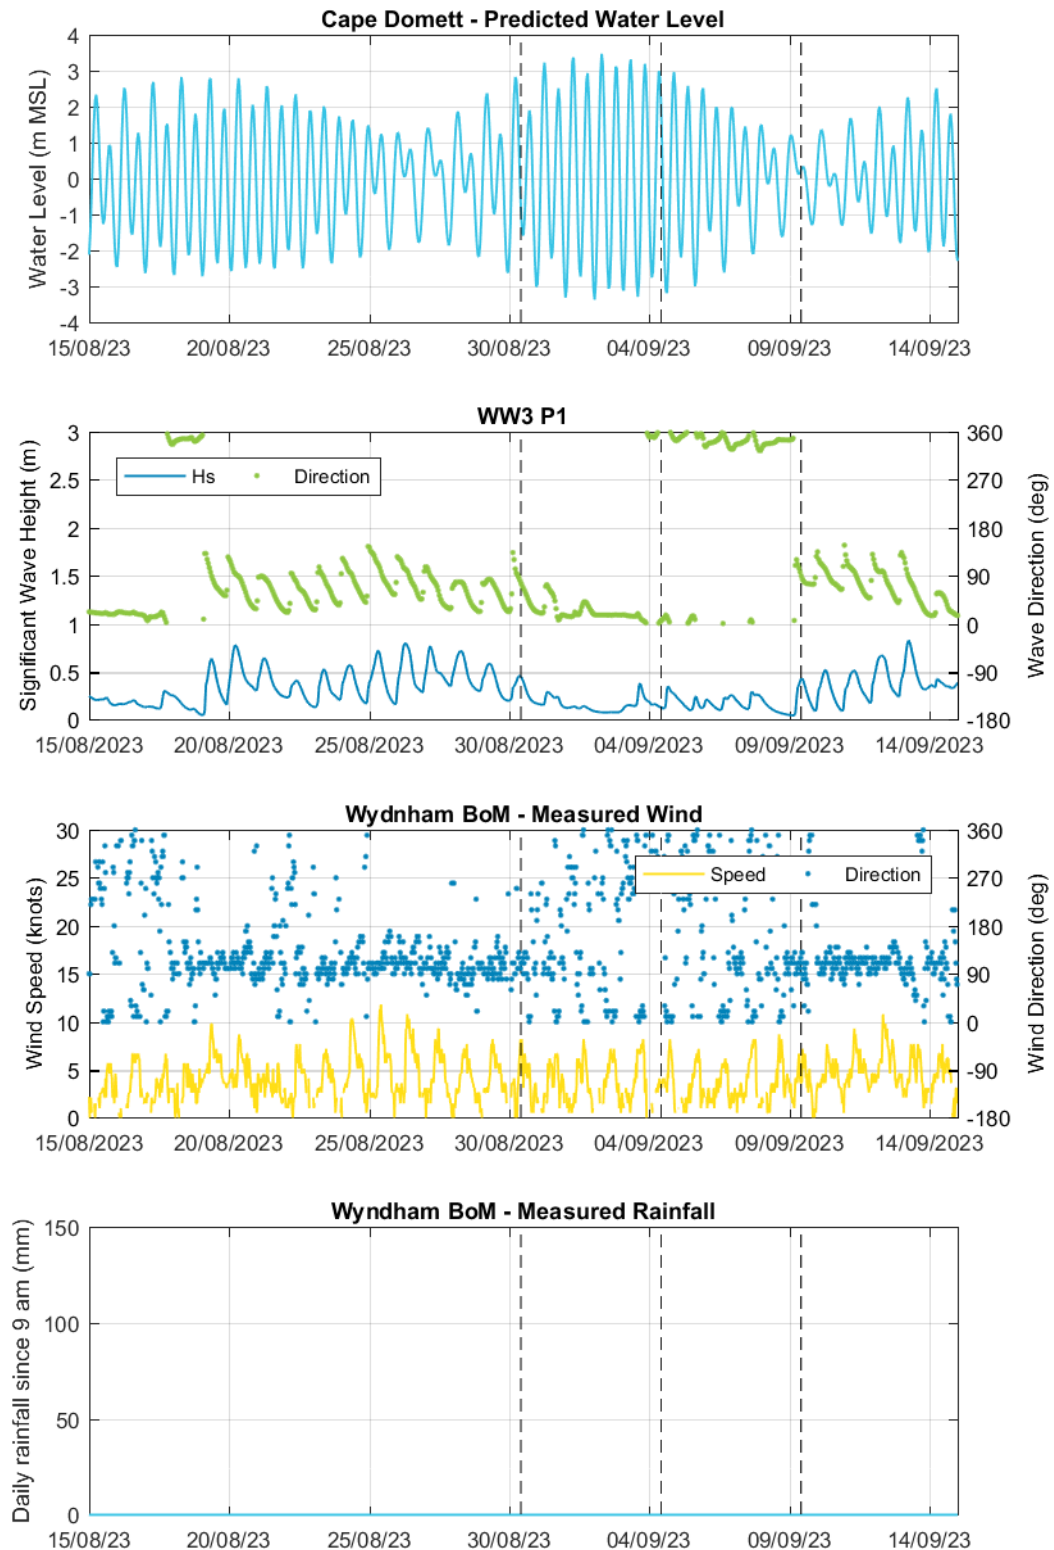 Cape Domett - Predicted Water Level
Water Level (m MSL)
4
3
2
1
0
-1
-2
-3
-4
15/08/23 20/08/23 25/08/23 30/08/23 04/09/23 09/09/23 14/09/23
WW3 P1
Significant Wave Height (m)
3
2.5
2
1.5
1
0.5
0
Hs Direction
360
270
180
90
0
-90
-180
Wave Direction (deg)
15/08/2023 20/08/2023 25/08/2023 30/08/2023 04/09/2023 09/09/2023 14/09/2023
Wydnham BoM - Measured Wind
Wind Speed (knots)
30
25
20
15
10
5
0
Speed Direction
360
270
180
90
0
-90
-180
Wind Direction (deg)
15/08/2023 20/08/2023 25/08/2023 30/08/2023 04/09/2023 09/09/2023 14/09/2023
Wyndham BoM - Measured Rainfall
Daily rainfall since 9 am (mm)
150
100
50
0
15/08/23 20/08/23 25/08/23 30/08/23 04/09/23 09/09/23 14/09/23